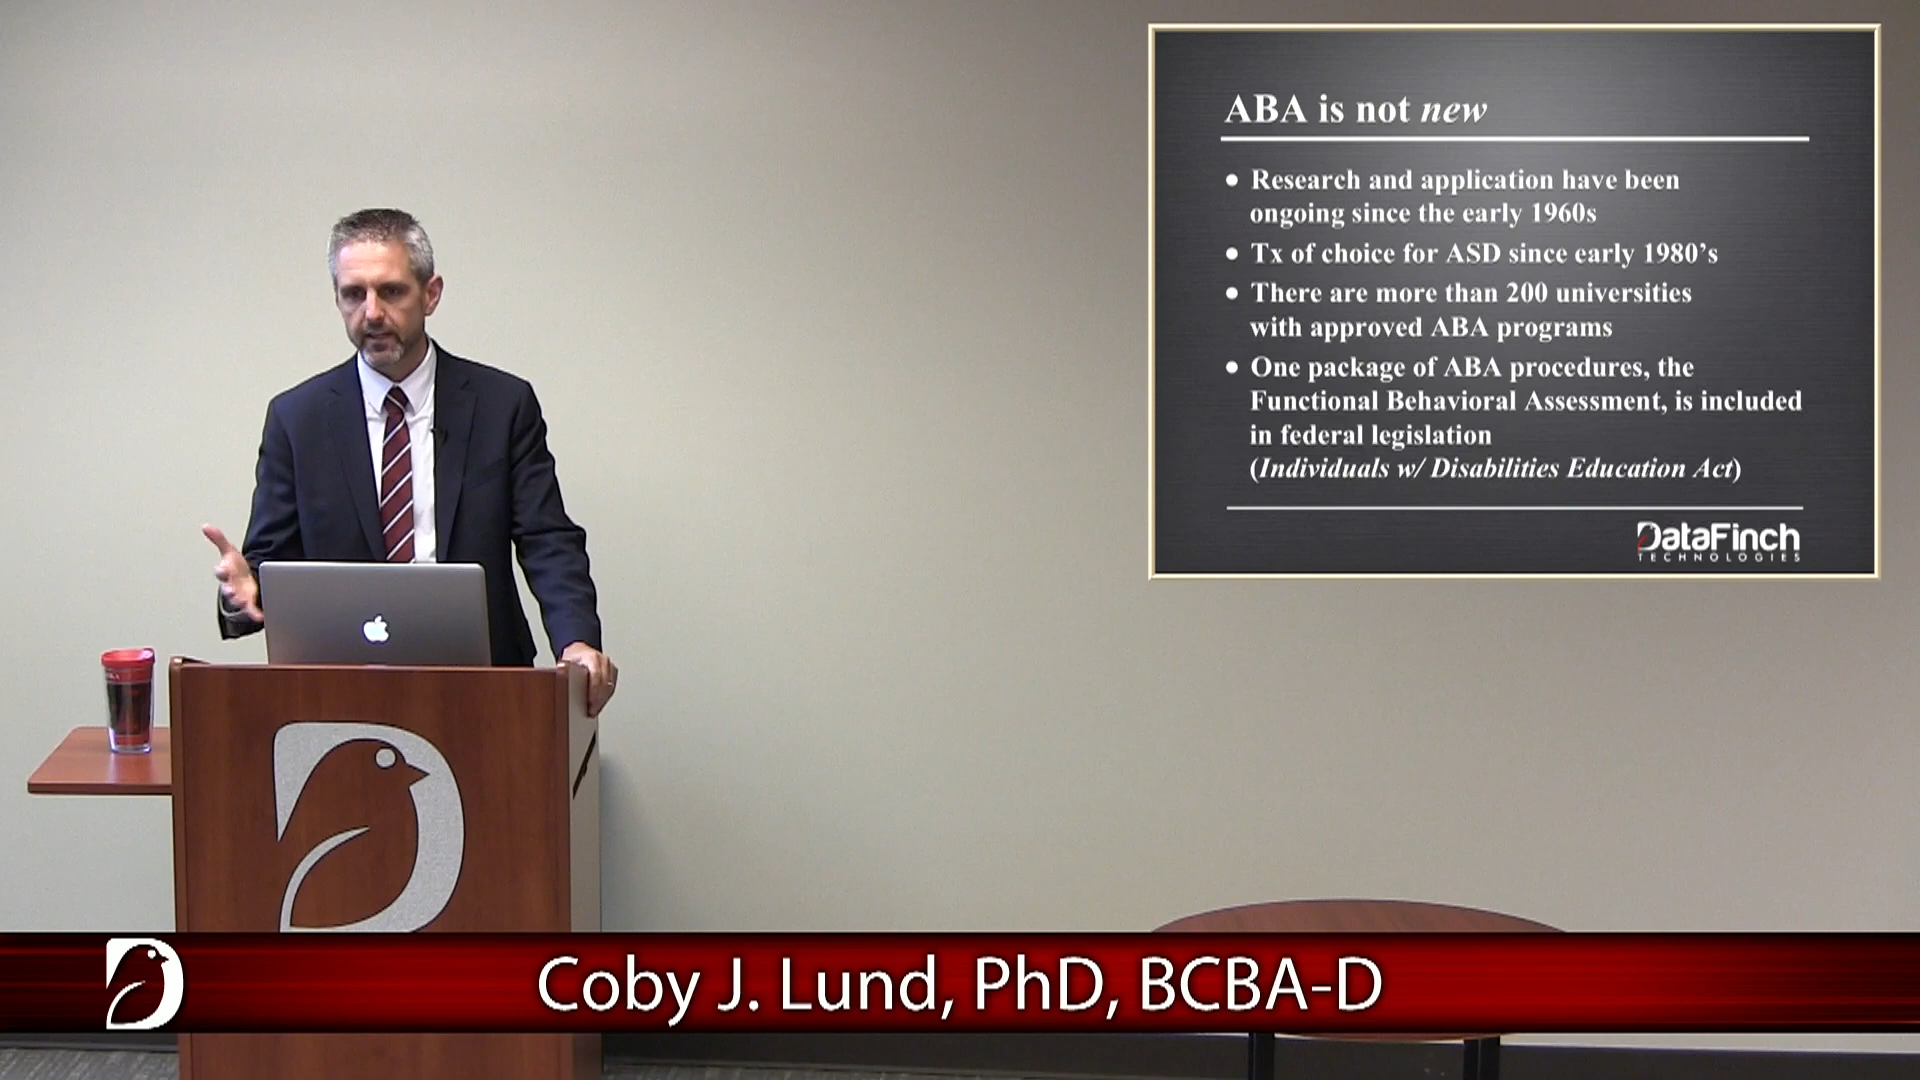 ABA is not new
• Research and application have been
ongoing since the early 1960s
• Tx of choice for ASD since early 1980's
• There are more than 200 universities
with approved ABA programs
• One package of ABA procedures, the
Functional Behavioral Assessment, is included
in federal legislation
(Individuals w/ Disabilities Education Act)
DataFinch
TECHNOLOGIES
Coby J. Lund, PhD, BCBA-D